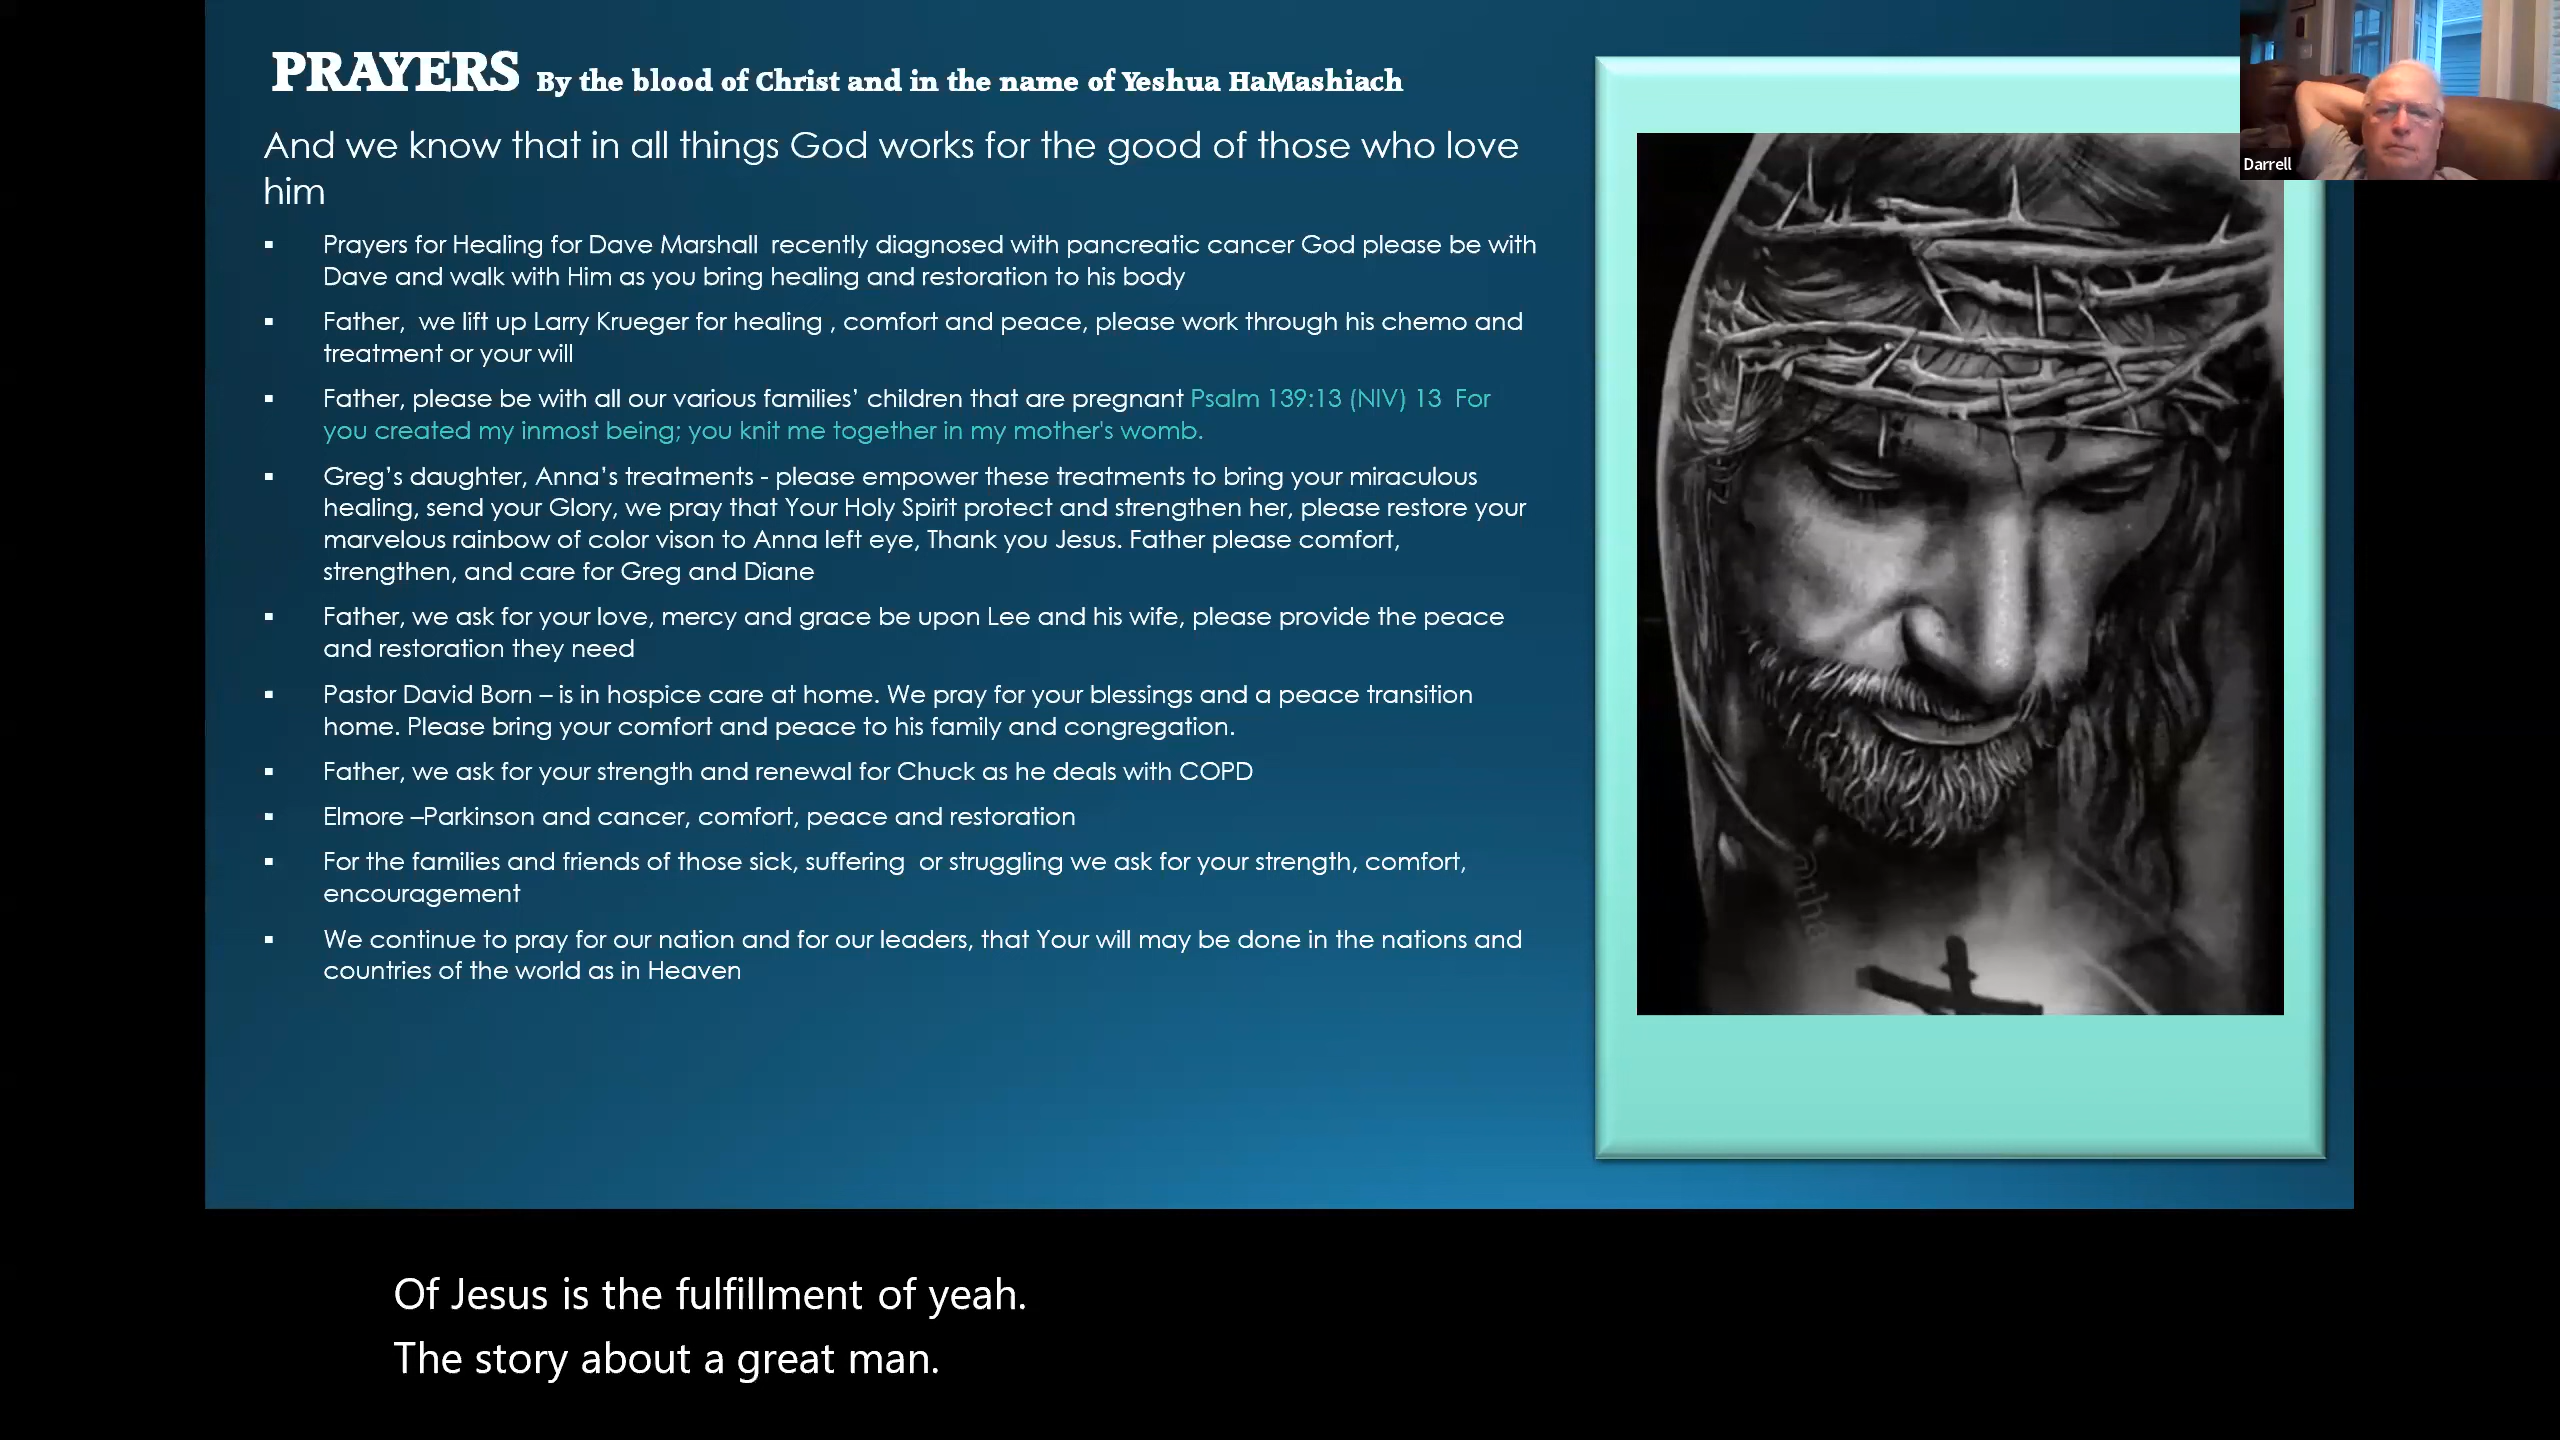 PRAYERS By the blood of Christ and in the name of Yeshua HaMashiach
And we know that in all things God works for the good of those who love
him
▪ Prayers for Healing for Dave Marshall  recently diagnosed with pancreatic cancer God please be with
Dave and walk with Him as you bring healing and restoration to his body
▪ Father,  we lift up Larry Krueger for healing , comfort and peace, please work through his chemo and
treatment or your will
▪ Father, please be with all our various families’ children that are pregnant Psalm 139:13 (NIV) 13  For
you created my inmost being; you knit me together in my mother's womb.
▪ Greg’s daughter, Anna’s treatments - please empower these treatments to bring your miraculous
healing, send your Glory, we pray that Your Holy Spirit protect and strengthen her, please restore your
marvelous rainbow of color vison to Anna left eye, Thank you Jesus. Father please comfort,
strengthen, and care for Greg and Diane
▪ Father, we ask for your love, mercy and grace be upon Lee and his wife, please provide the peace
and restoration they need
▪ Pastor David Born – is in hospice care at home. We pray for your blessings and a peace transition
home. Please bring your comfort and peace to his family and congregation.
▪ Father, we ask for your strength and renewal for Chuck as he deals with COPD
▪ Elmore –Parkinson and cancer, comfort, peace and restoration
▪ For the families and friends of those sick, suffering  or struggling we ask for your strength, comfort,
encouragement
▪ We continue to pray for our nation and for our leaders, that Your will may be done in the nations and
countries of the world as in Heaven
Darrell
Of Jesus is the fulfillment of yeah.
The story about a great man.